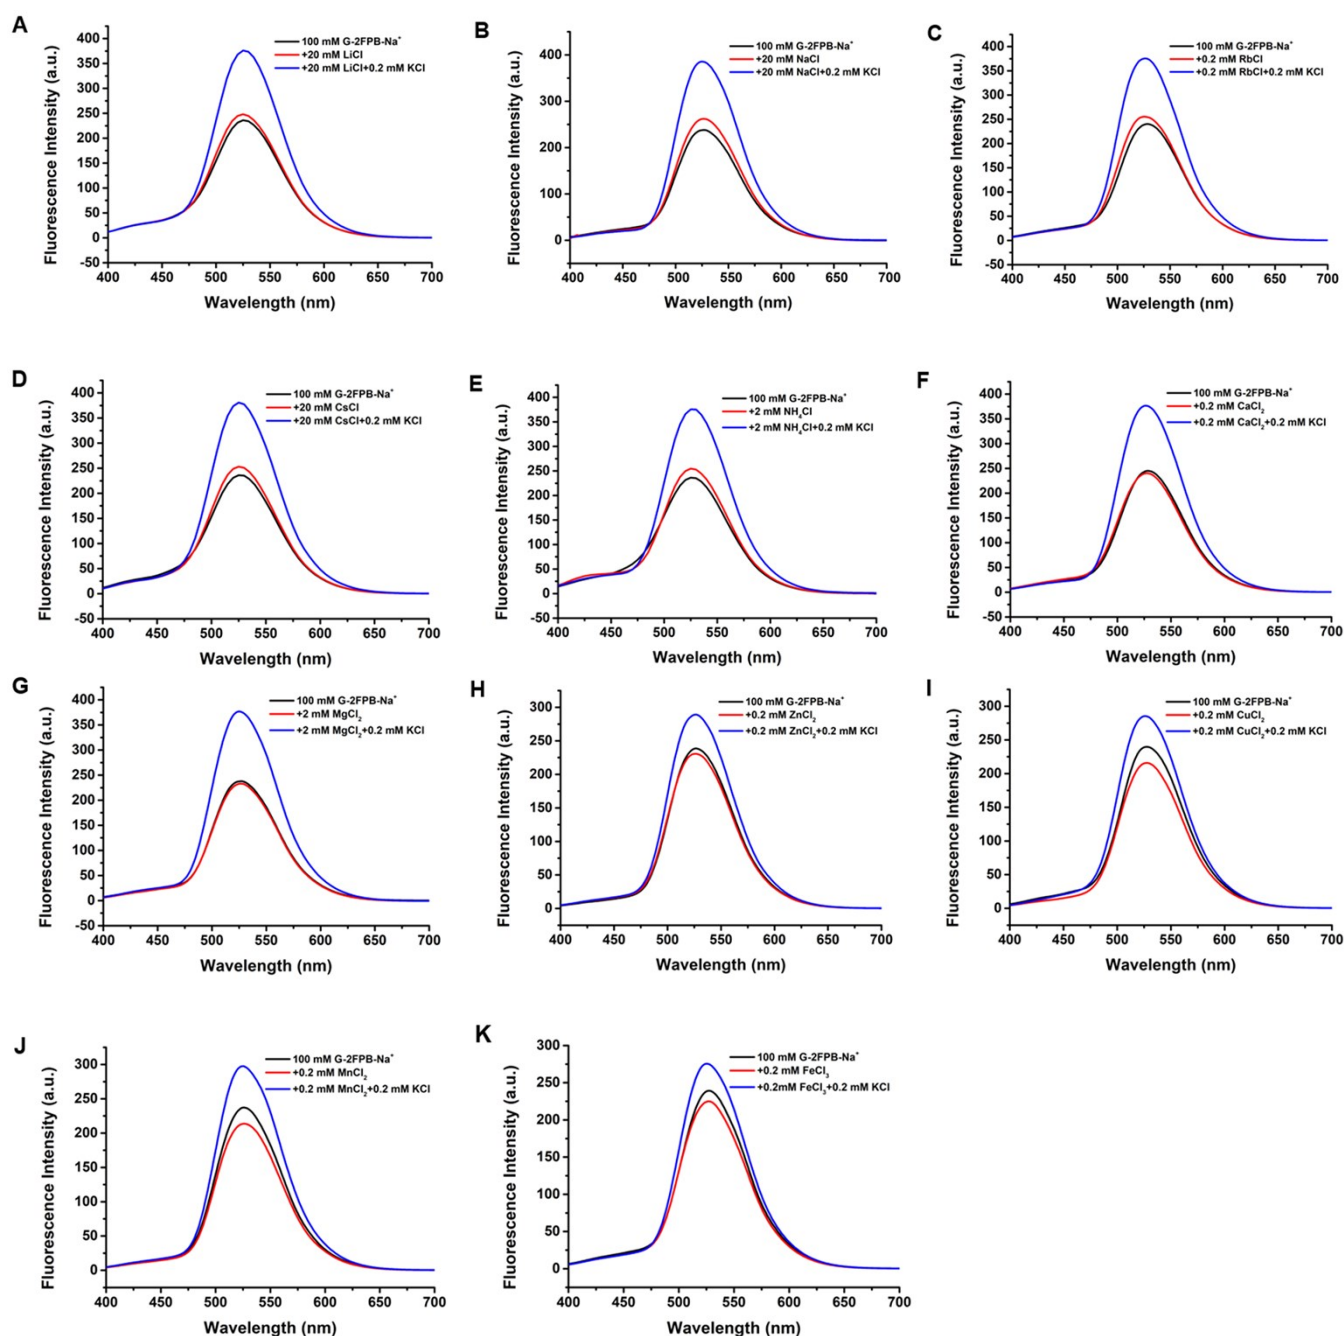 A
Fluorescence Intensity (a.u.)
400
350
300
250
200
150
100
50
0
-50
100 mM G-2FPB-Na⁺
+20 mM LiCl
+20 mM LiCl+0.2 mM KCl
400 450 500 550 600 650 700
Wavelength (nm)
B
Fluorescence Intensity (a.u.)
400
300
200
100
0
100 mM G-2FPB-Na⁺
+20 mM NaCl
+20 mM NaCl+0.2 mM KCl
400 450 500 550 600 650 700
Wavelength (nm)
C
Fluorescence Intensity (a.u.)
400
350
300
250
200
150
100
50
0
-50
100 mM G-2FPB-Na⁺
+0.2 mM RbCl
+0.2 mM RbCl+0.2 mM KCl
400 450 500 550 600 650 700
Wavelength (nm)
D
Fluorescence Intensity (a.u.)
400
350
300
250
200
150
100
50
0
-50
100 mM G-2FPB-Na⁺
+20 mM CsCl
+20 mM CsCl+0.2 mM KCl
400 450 500 550 600 650 700
Wavelength (nm)
E
Fluorescence Intensity (a.u.)
400
350
300
250
200
150
100
50
0
-50
100 mM G-2FPB-Na⁺
+2 mM NH₄Cl
+2 mM NH₄Cl+0.2 mM KCl
400 450 500 550 600 650 700
Wavelength (nm)
F
Fluorescence Intensity (a.u.)
400
350
300
250
200
150
100
50
0
-50
100 mM G-2FPB-Na⁺
+0.2 mM CaCl₂
+0.2 mM CaCl₂+0.2 mM KCl
400 450 500 550 600 650 700
Wavelength (nm)
G
Fluorescence Intensity (a.u.)
400
350
300
250
200
150
100
50
0
-50
100 mM G-2FPB-Na⁺
+2 mM MgCl₂
+2 mM MgCl₂+0.2 mM KCl
400 450 500 550 600 650 700
Wavelength (nm)
H
Fluorescence Intensity (a.u.)
300
250
200
150
100
50
0
100 mM G-2FPB-Na⁺
+0.2 mM ZnCl₂
+0.2 mM ZnCl₂+0.2 mM KCl
400 450 500 550 600 650 700
Wavelength (nm)
I
Fluorescence Intensity (a.u.)
300
250
200
150
100
50
0
100 mM G-2FPB-Na⁺
+0.2 mM CuCl₂
+0.2 mM CuCl₂+0.2 mM KCl
400 450 500 550 600 650 700
Wavelength (nm)
J
Fluorescence Intensity (a.u.)
300
250
200
150
100
50
0
100 mM G-2FPB-Na⁺
+0.2 mM MnCl₂
+0.2 mM MnCl₂+0.2 mM KCl
400 450 500 550 600 650 700
Wavelength (nm)
K
Fluorescence Intensity (a.u.)
300
275
250
225
200
175
150
125
100
75
50
25
0
-25
100 mM G-2FPB-Na⁺
+0.2 mM FeCl₃
+0.2mM FeCl₃+0.2 mM KCl
400 450 500 550 600 650 700
Wavelength (nm)